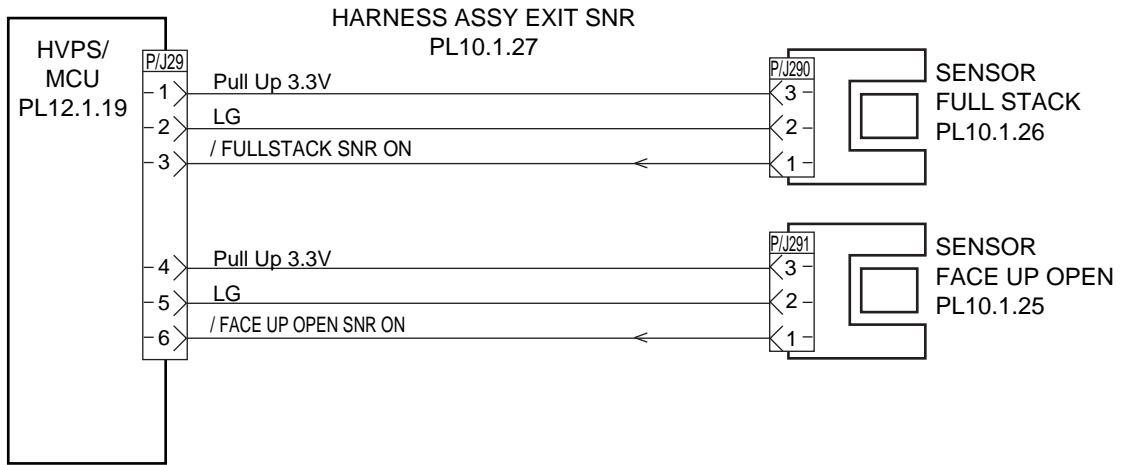 HARNESS ASSY EXIT SNR
PL10.1.27
HVPS/
MCU
PL12.1.19
P/J29
1
Pull Up 3.3V
2
LG
3
/ FULLSTACK SNR ON
P/J290
3
2
1
SENSOR
FULL STACK
PL10.1.26
4
Pull Up 3.3V
5
LG
6
/ FACE UP OPEN SNR ON
P/J291
3
2
1
SENSOR
FACE UP OPEN
PL10.1.25